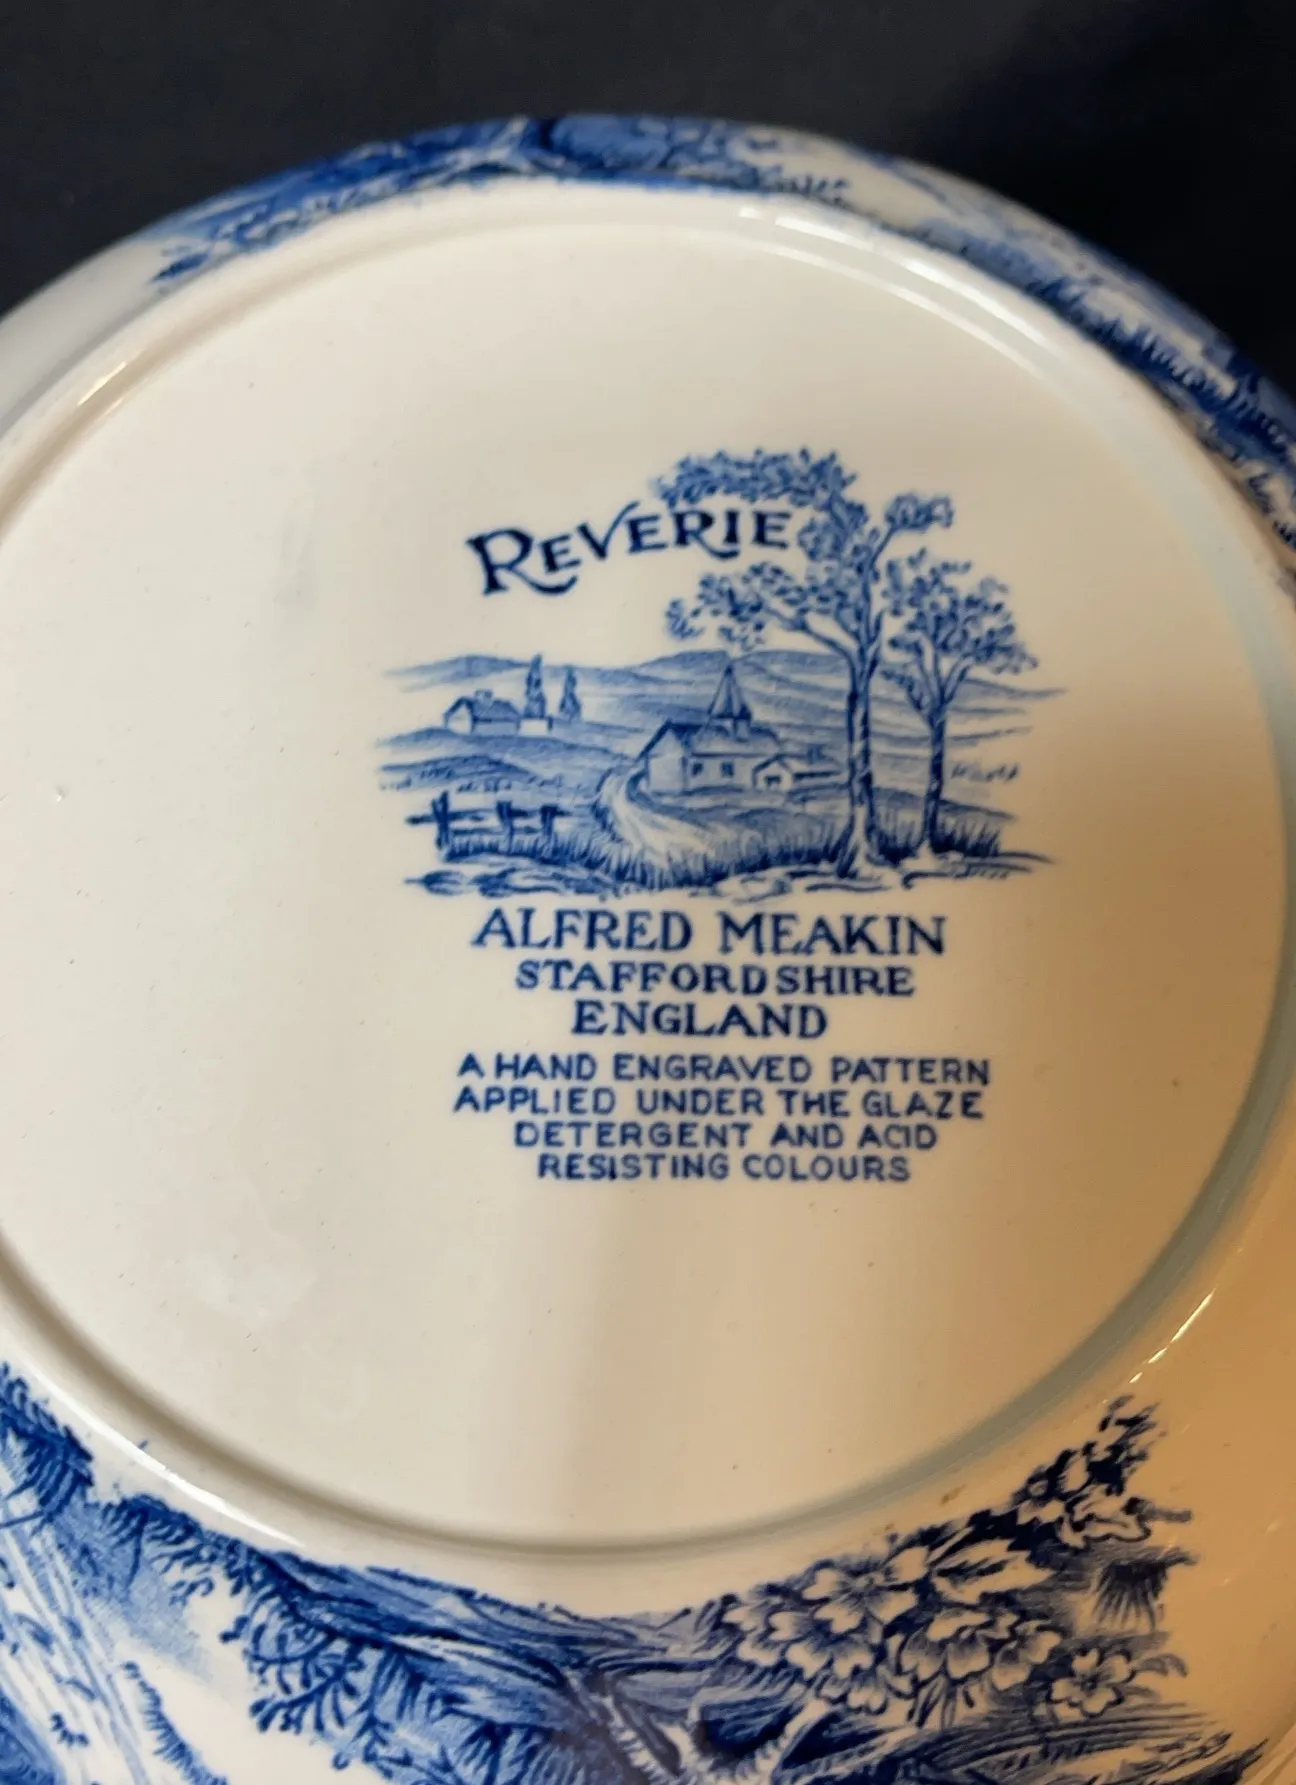 REVERIE
ALFRED MEAKIN
STAFFORDSHIRE
ENGLAND
A HAND ENGRAVED PATTERN
APPLIED UNDER THE GLAZE
DETERGENT AND ACID
RESISTING COLOURS